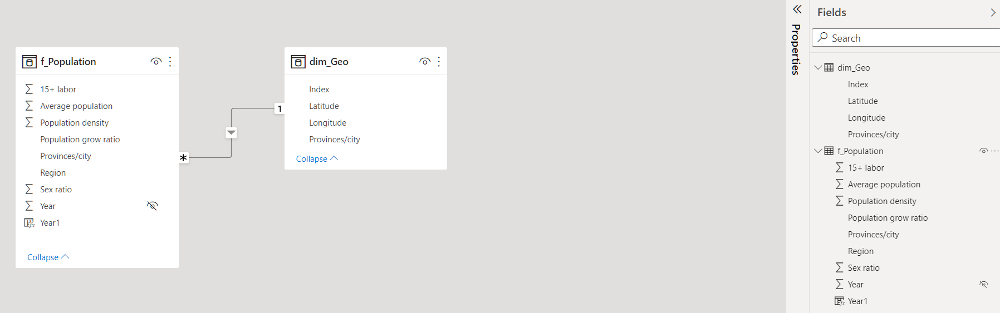 f_Population
15+ labor
Average population
Population density
Population grow ratio
Provinces/city
Region
Sex ratio
Year
Year1
Collapse
*
1
dim_Geo
Index
Latitude
Longitude
Provinces/city
Collapse
Properties
Fields
Search
dim_Geo
Index
Latitude
Longitude
Provinces/city
f_Population
15+ labor
Average population
Population density
Population grow ratio
Provinces/city
Region
Sex ratio
Year
Year1